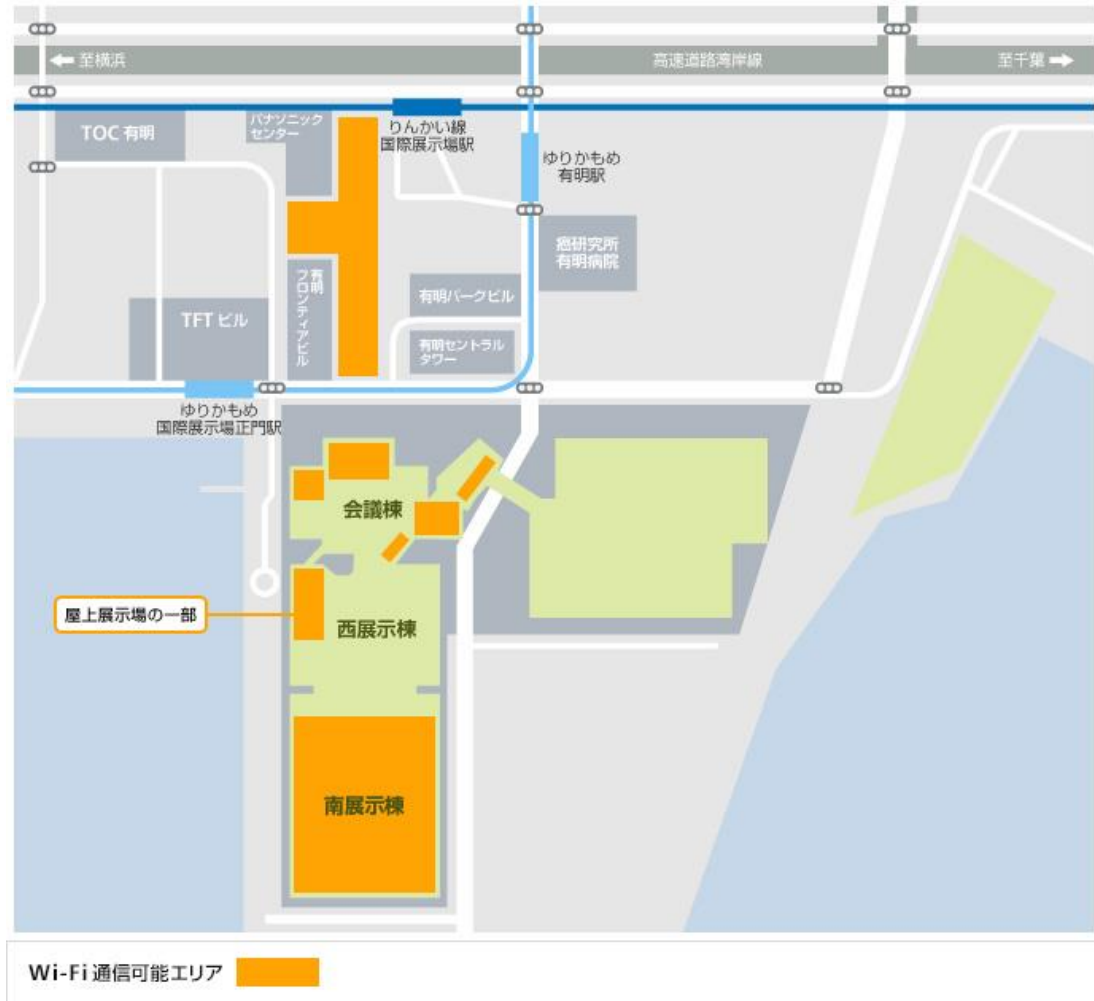 至横浜
高速道路湾岸線
至千葉
TOC 有明
パナソニック
センター
りんかい線
国際展示場駅
ゆりかもめ
有明駅
癌研究所
有明病院
有明
フロンティアビル
有明パークビル
TFT ビル
有明セントラル
タワー
ゆりかもめ
国際展示場正門駅
会議棟
屋上展示場の一部
西展示棟
南展示棟
Wi-Fi 通信可能エリア